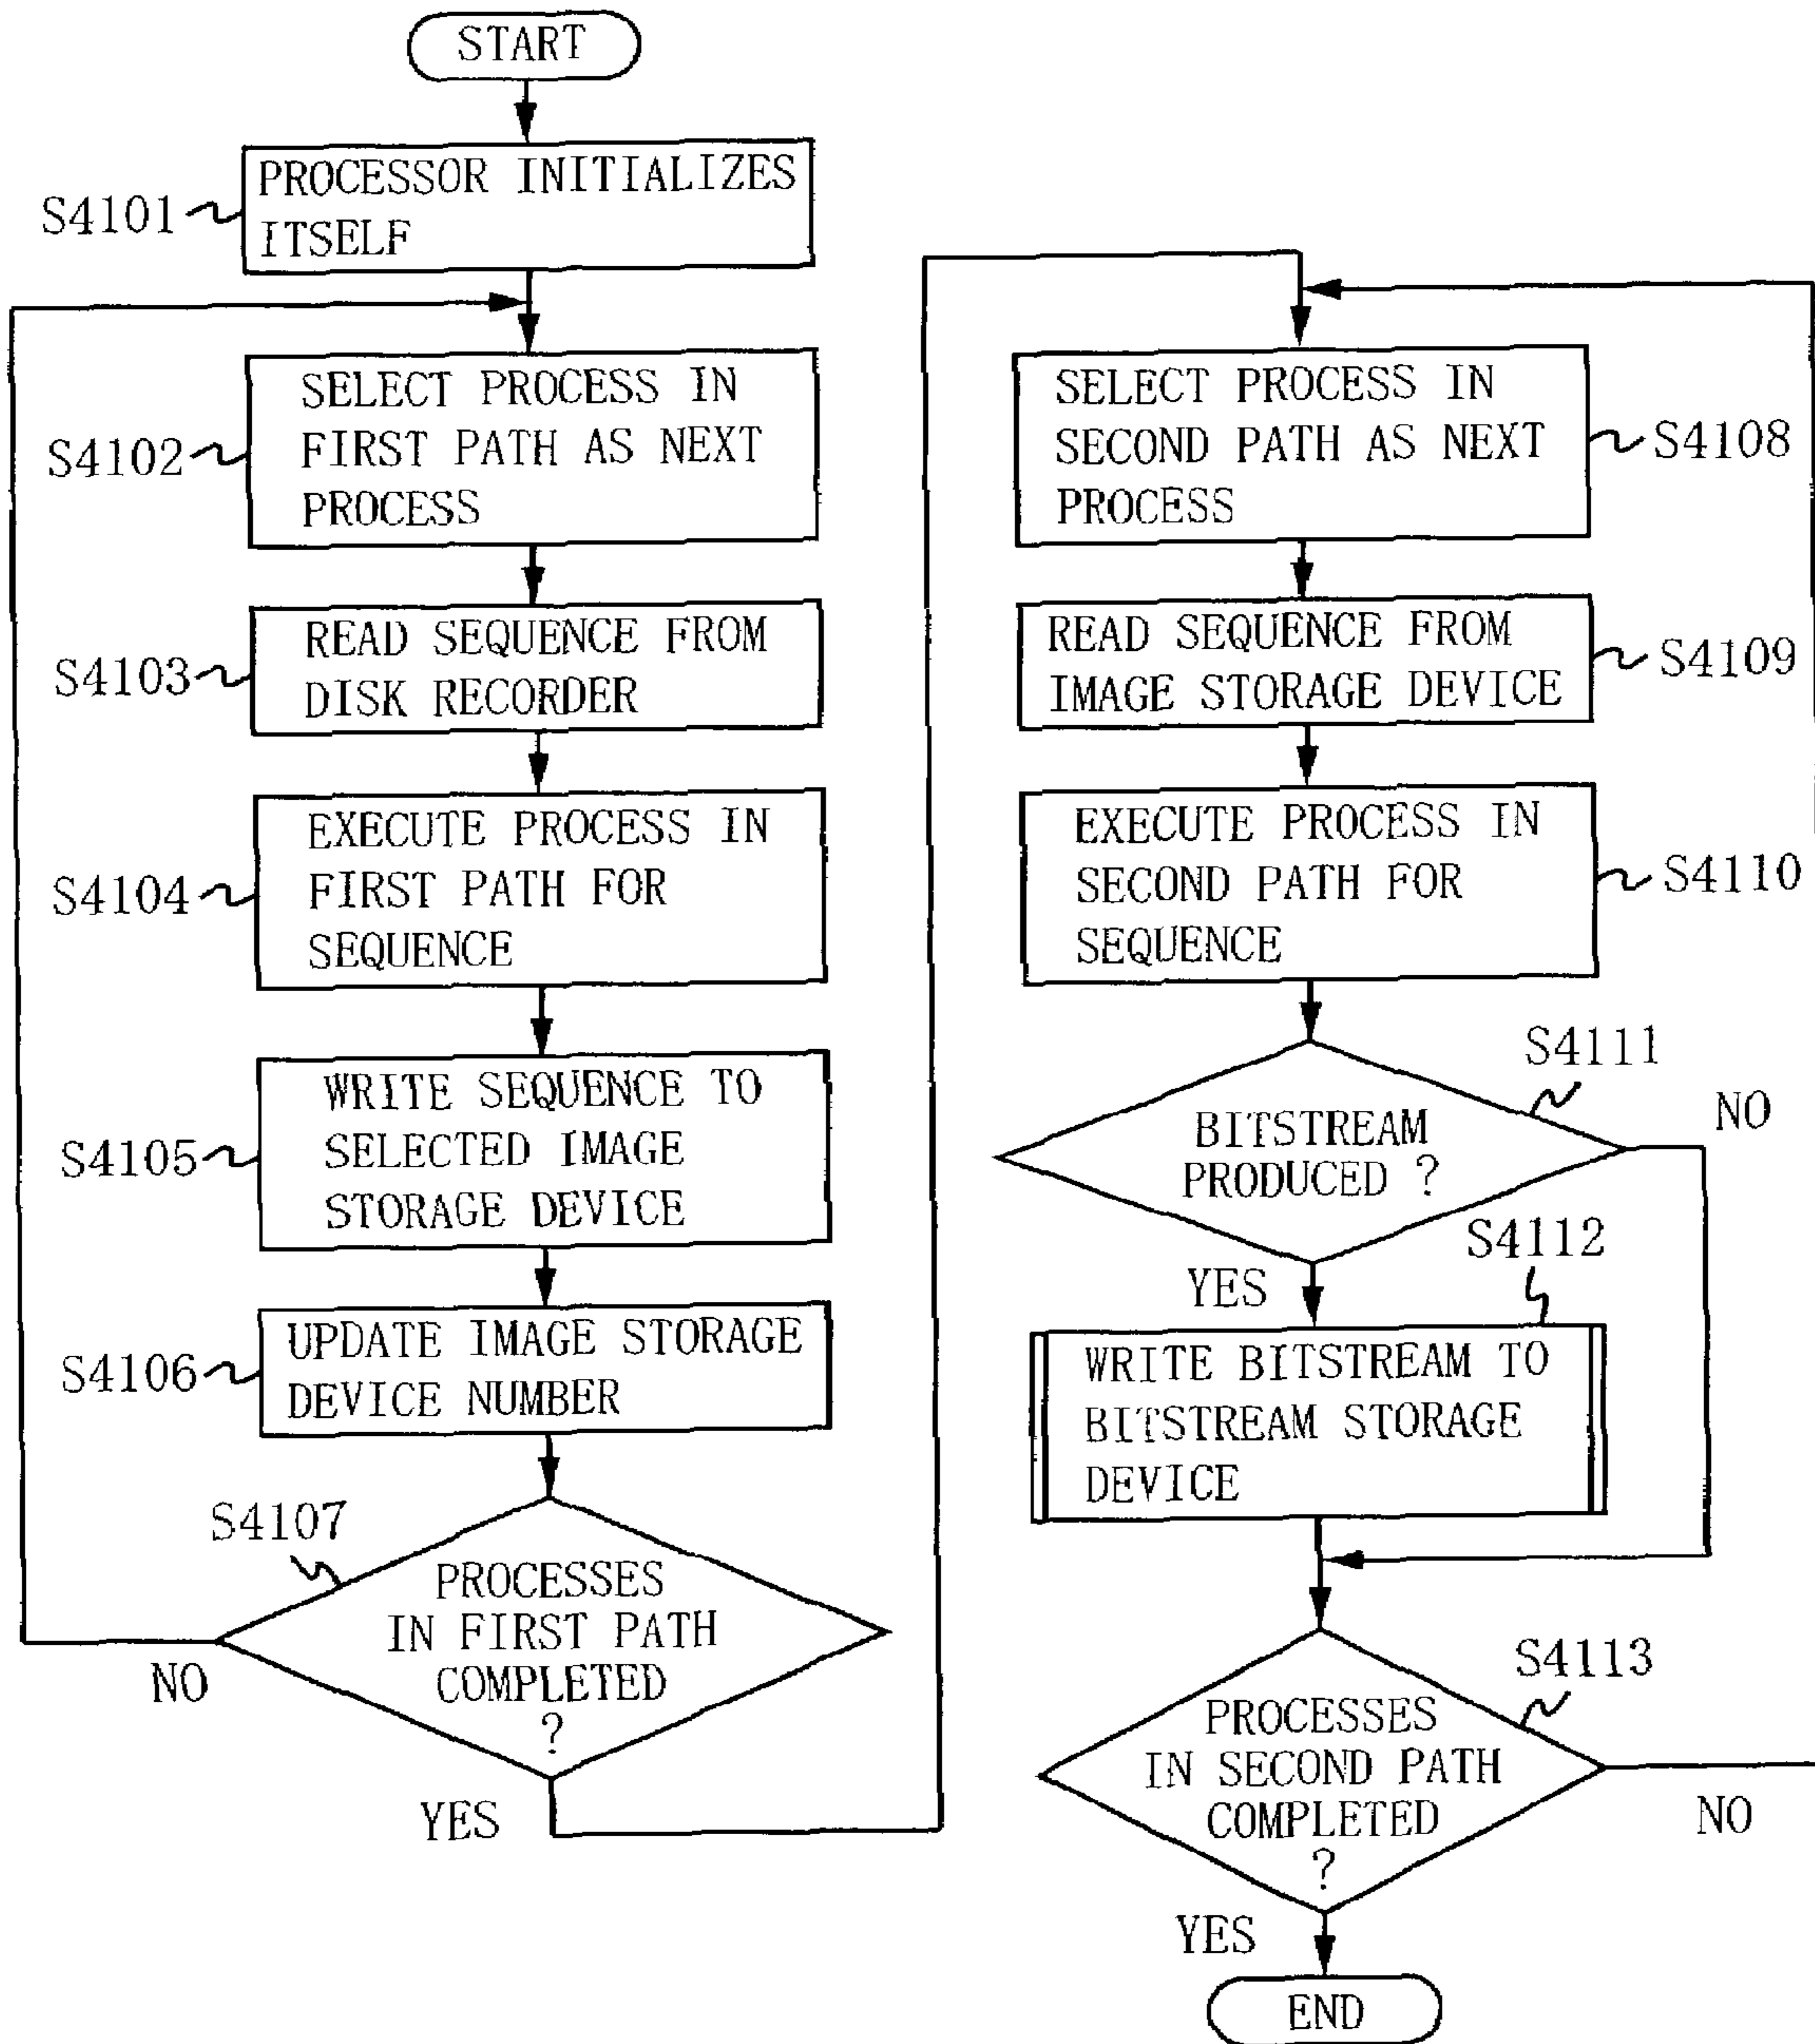 START
PROCESSOR INITIALIZES
ITSELF
S4101
SELECT PROCESS IN
FIRST PATH AS NEXT
PROCESS
S4102
READ SEQUENCE FROM
DISK RECORDER
S4103
EXECUTE PROCESS IN
FIRST PATH FOR
SEQUENCE
S4104
WRITE SEQUENCE TO
SELECTED IMAGE
STORAGE DEVICE
S4105
UPDATE IMAGE STORAGE
DEVICE NUMBER
S4106
S4107
PROCESSES
IN FIRST PATH
COMPLETED
?
NO
YES
SELECT PROCESS IN
SECOND PATH AS NEXT
PROCESS
S4108
READ SEQUENCE FROM
IMAGE STORAGE DEVICE
S4109
EXECUTE PROCESS IN
SECOND PATH FOR
SEQUENCE
S4110
S4111
BITSTREAM
PRODUCED ?
NO
YES
S4112
WRITE BITSTREAM TO
BITSTREAM STORAGE
DEVICE
S4113
PROCESSES
IN SECOND PATH
COMPLETED
?
NO
YES
END